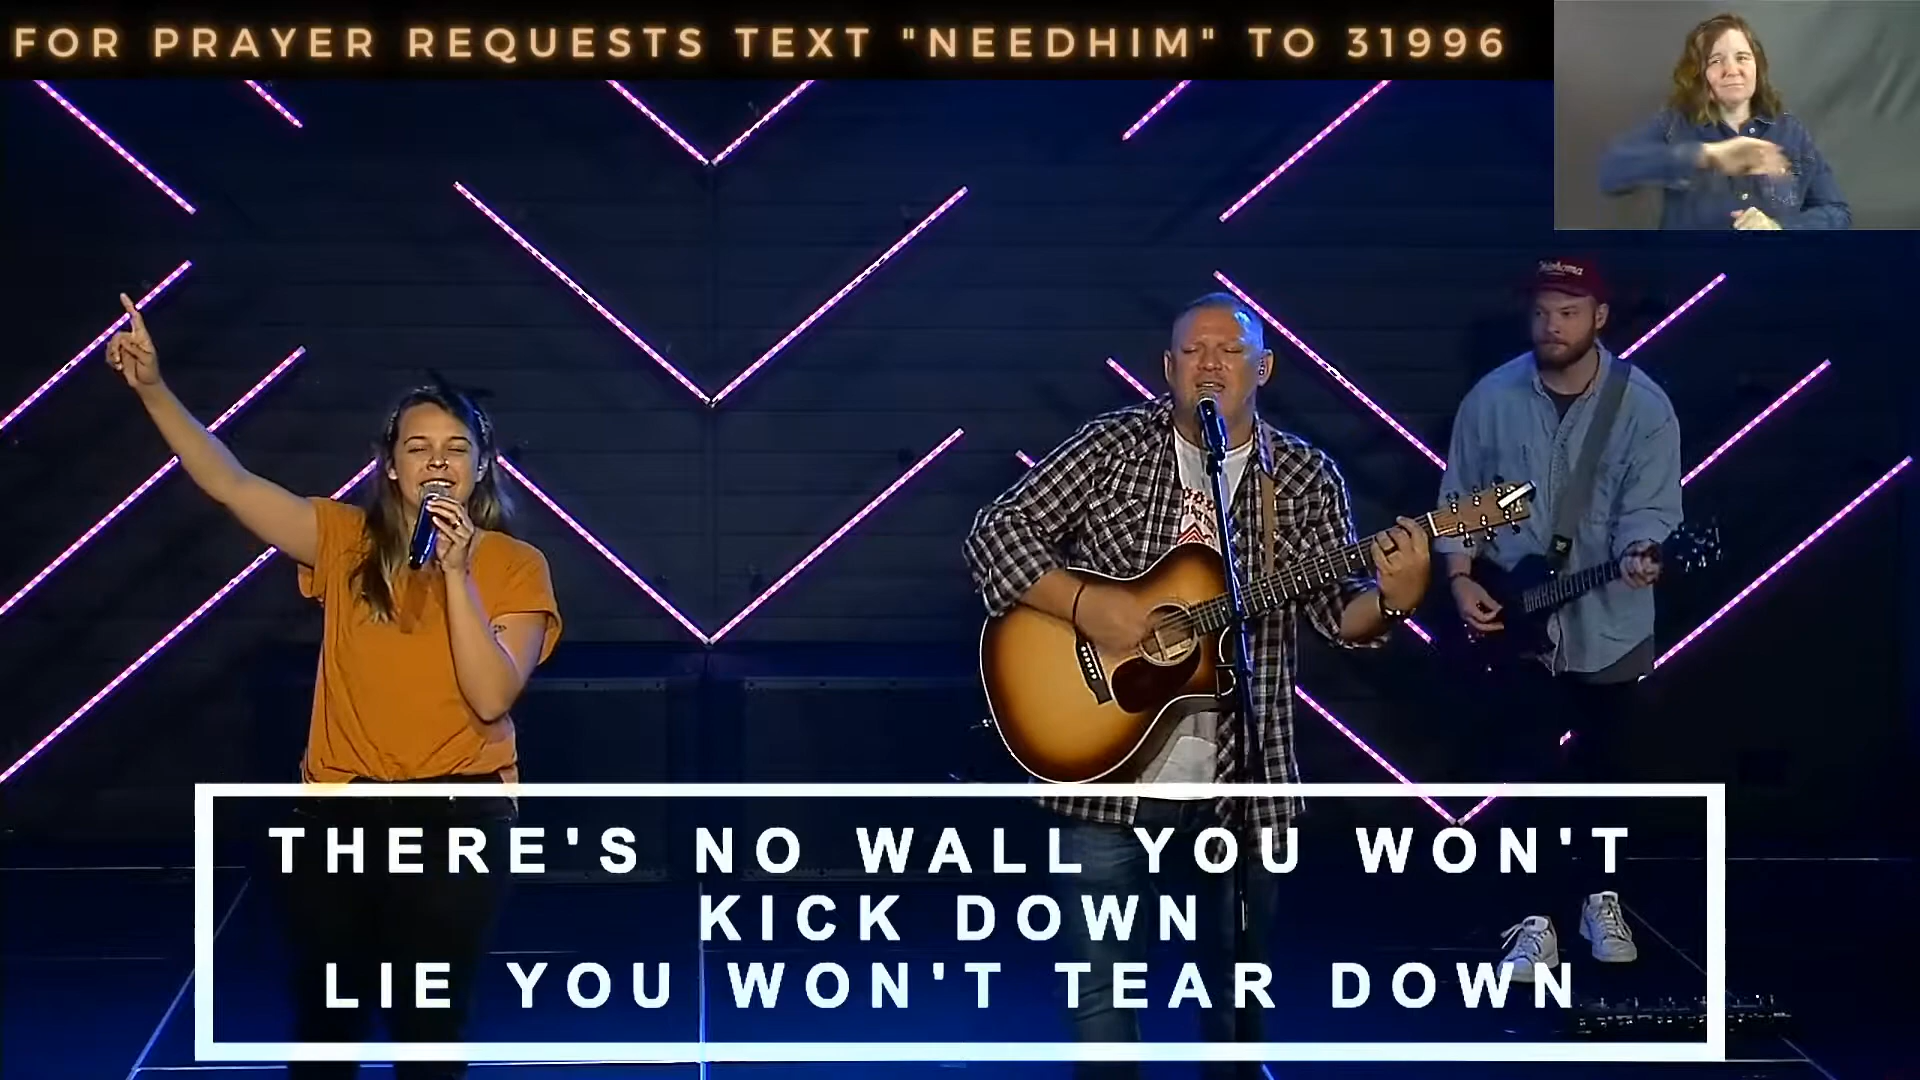 FOR PRAYER REQUESTS TEXT "NEEDHIM" TO 31996
Oklahoma
THERE'S NO WALL YOU WON'T
KICK DOWN
LIE YOU WON'T TEAR DOWN